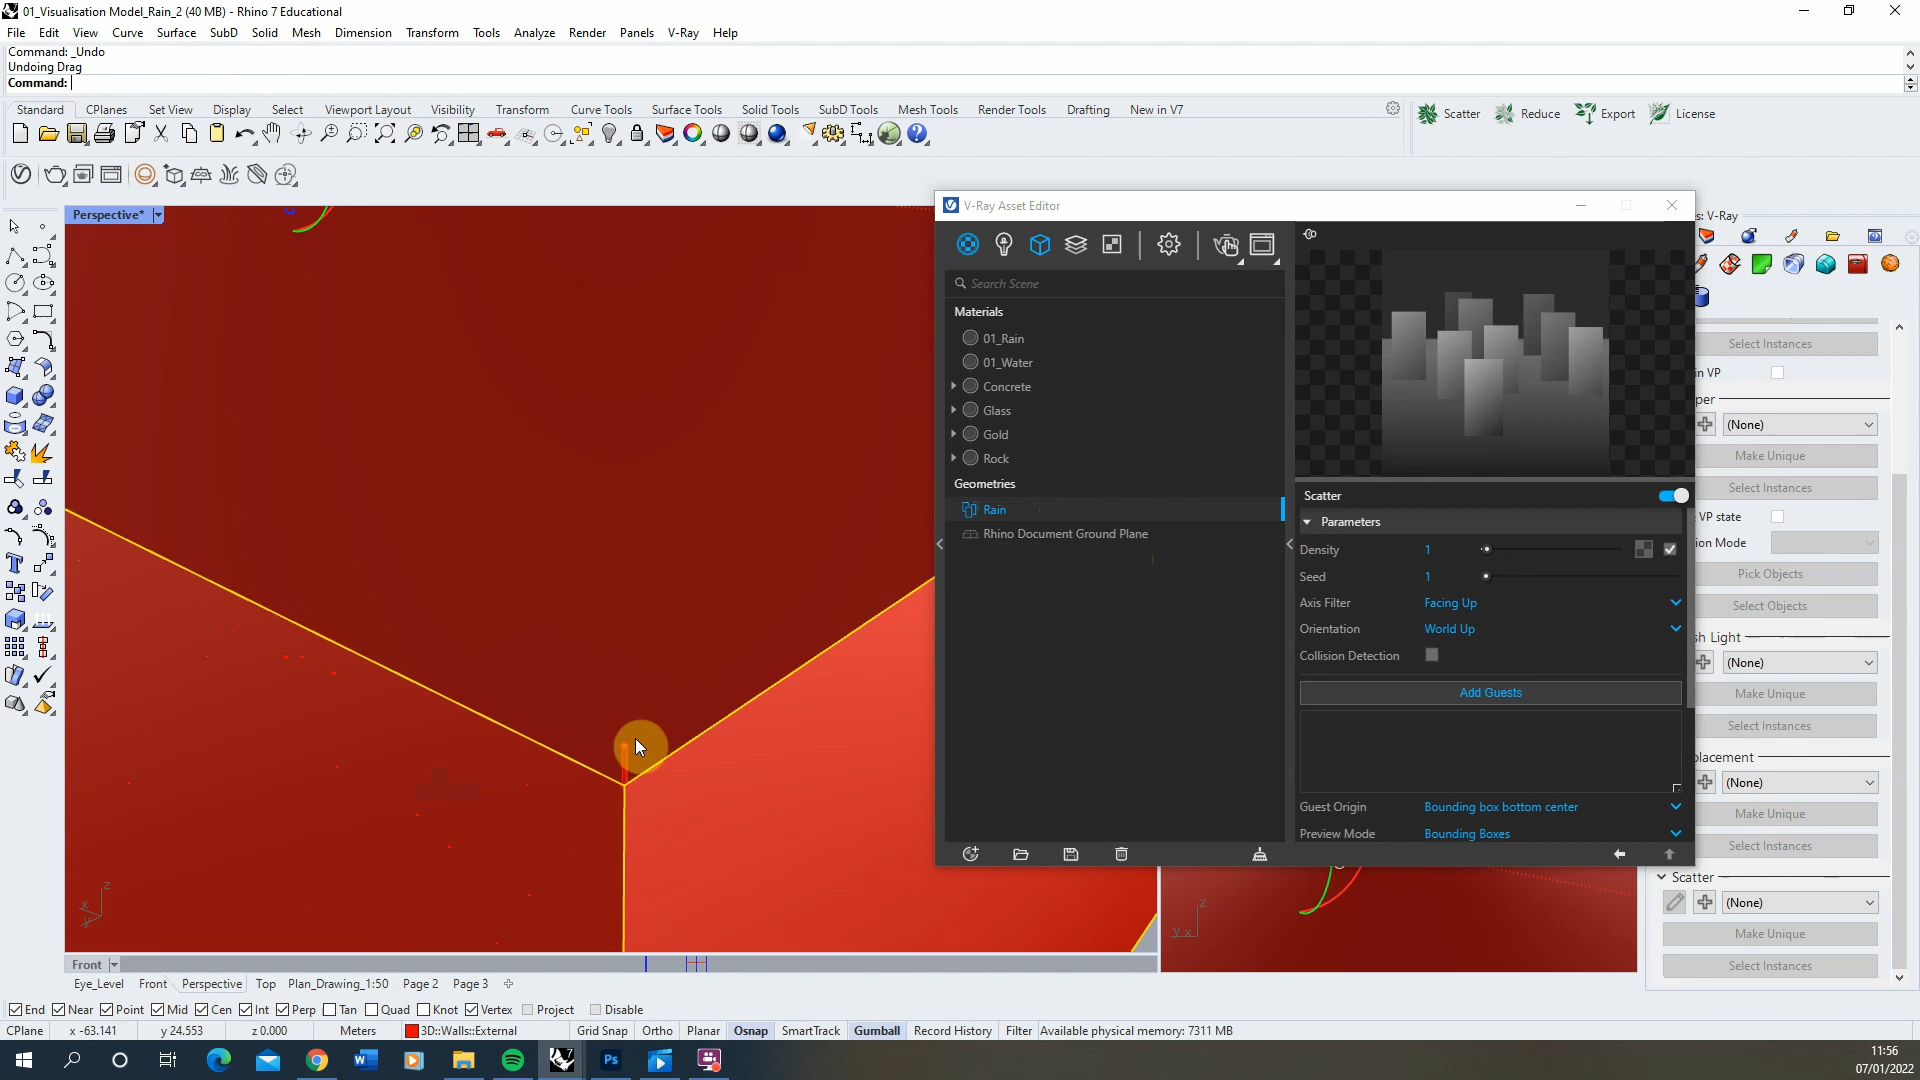 01_Visualisation Model_Rain_2 (40 MB) - Rhino 7 Educational
File Edit View Curve Surface SubD Solid Mesh Dimension Transform Tools Analyze Render Panels V-Ray Help
Command: _Undo
Undoing Drag
Command:
Standard CPlanes Set View Display Select Viewport Layout Visibility Transform Curve Tools Surface Tools Solid Tools SubD Tools Mesh Tools Render Tools Drafting New in V7
Scatter Reduce Export License
Perspective*
V-Ray Asset Editor
s: V-Ray
Search Scene
Materials
01_Rain
01_Water
Concrete
Glass
Gold
Rock
Geometries
Rain
Rhino Document Ground Plane
Scatter
Parameters
Density 1
Seed 1
Axis Filter Facing Up
Orientation World Up
Collision Detection
Add Guests
Guest Origin Bounding box bottom center
Preview Mode Bounding Boxes
Select Instances
in VP
per
(None)
Make Unique
Select Instances
VP state
ion Mode
Pick Objects
Select Objects
sh Light
(None)
Make Unique
Select Instances
placement
(None)
Make Unique
Select Instances
Scatter
(None)
Make Unique
Select Instances
z
x
y
z
y x
Front
Eye_Level Front Perspective Top Plan_Drawing_1:50 Page 2 Page 3
End Near Point Mid Cen Int Perp Tan Quad Knot Vertex Project Disable
CPlane x -63.141 y 24.553 z 0.000 Meters 3D::Walls::External Grid Snap Ortho Planar Osnap SmartTrack Gumball Record History Filter Available physical memory: 7311 MB
Ps
11:56
07/01/2022